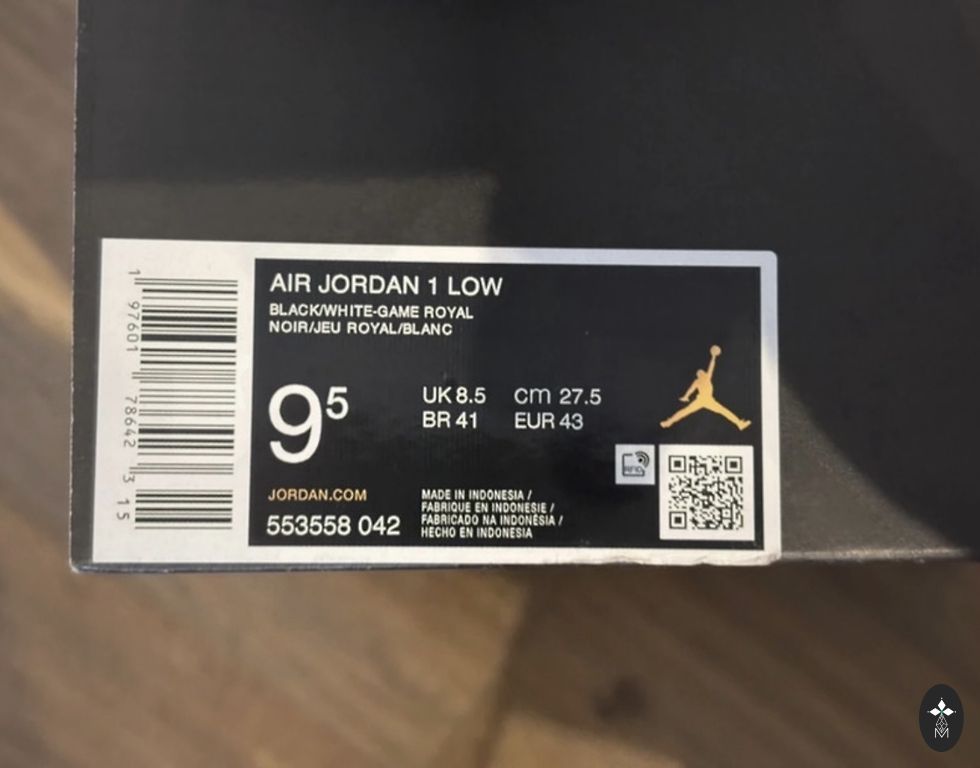 AIR JORDAN 1 LOW
BLACK/WHITE-GAME ROYAL
NOIR/JEU ROYAL/BLANC
9⁵
UK 8.5 cm 27.5
BR 41 EUR 43
RFID
JORDAN.COM
553558 042
MADE IN INDONESIA /
FABRIQUE EN INDONESIE /
FABRICADO NA INDONÉSIA /
HECHO EN INDONESIA
1 97601 78642 3 15
M